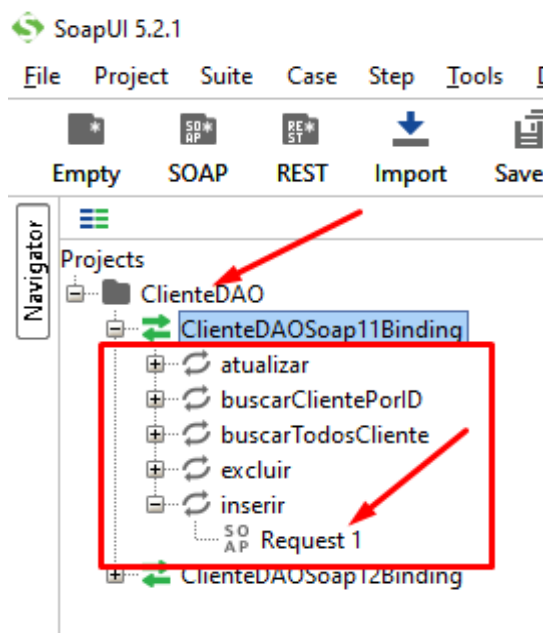 SoapUI 5.2.1
File Project Suite Case Step Tools
Empty SOAP REST Import Save
Navigator
Projects
ClienteDAO
ClienteDAOSoap11Binding
atualizar
buscarClientePorID
buscarTodosCliente
excluir
inserir
SOAP Request 1
ClienteDAOSoap12Binding